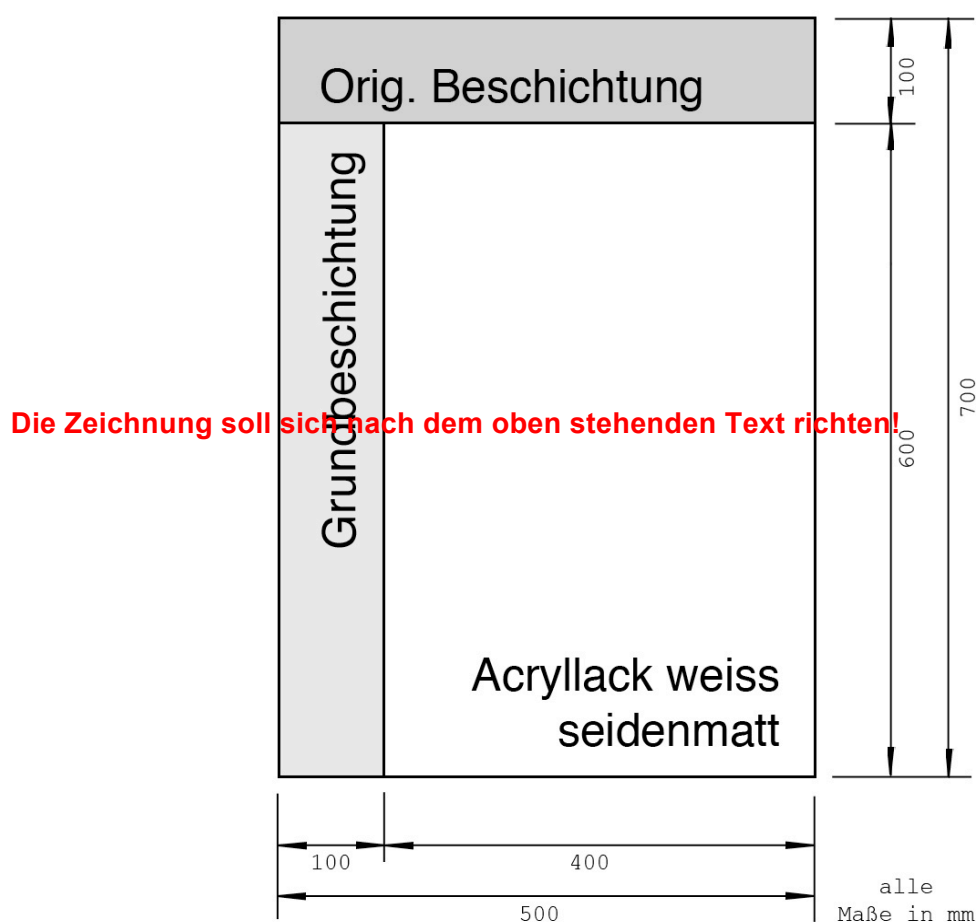 Orig. Beschichtung
100
Grundbeschichtung
700
Die Zeichnung soll sich nach dem oben stehenden Text richten!
600
Acryllack weiss
seidenmatt
100
400
500
alle
Maße in mm